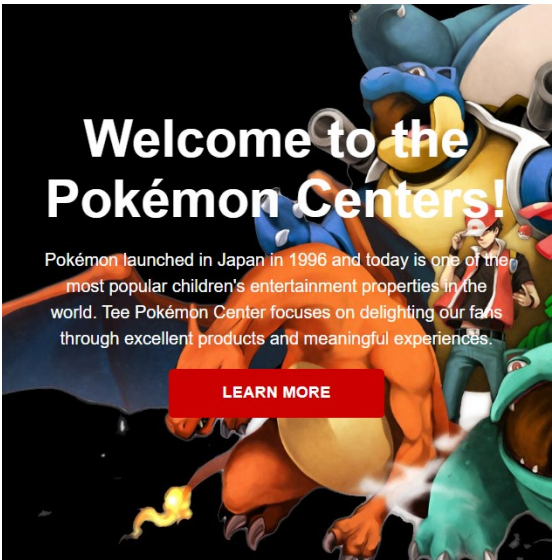 Welcome to the
Pokémon Centers!
Pokémon launched in Japan in 1996 and today is one of the
most popular children's entertainment properties in the
world. Tee Pokémon Center focuses on delighting our fans
through excellent products and meaningful experiences.
LEARN MORE